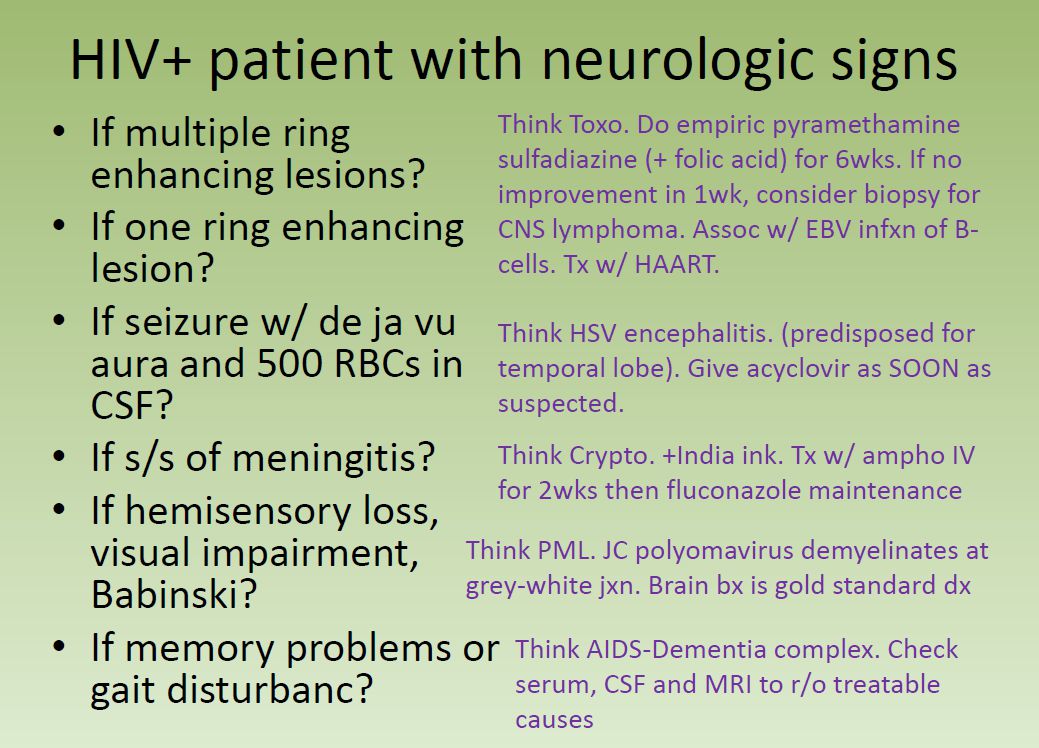 HIV+ patient with neurologic signs
• If multiple ring
enhancing lesions?
Think Toxo. Do empiric pyramethamine
sulfadiazine (+ folic acid) for 6wks. If no
improvement in 1wk, consider biopsy for
CNS lymphoma. Assoc w/ EBV infxn of B-
cells. Tx w/ HAART.
• If one ring enhancing
lesion?
• If seizure w/ de ja vu
aura and 500 RBCs in
CSF?
Think HSV encephalitis. (predisposed for
temporal lobe). Give acyclovir as SOON as
suspected.
• If s/s of meningitis?
Think Crypto. +India ink. Tx w/ ampho IV
for 2wks then fluconazole maintenance
• If hemisensory loss,
visual impairment,
Babinski?
Think PML. JC polyomavirus demyelinates at
grey-white jxn. Brain bx is gold standard dx
• If memory problems or
gait disturbanc?
Think AIDS-Dementia complex. Check
serum, CSF and MRI to r/o treatable
causes